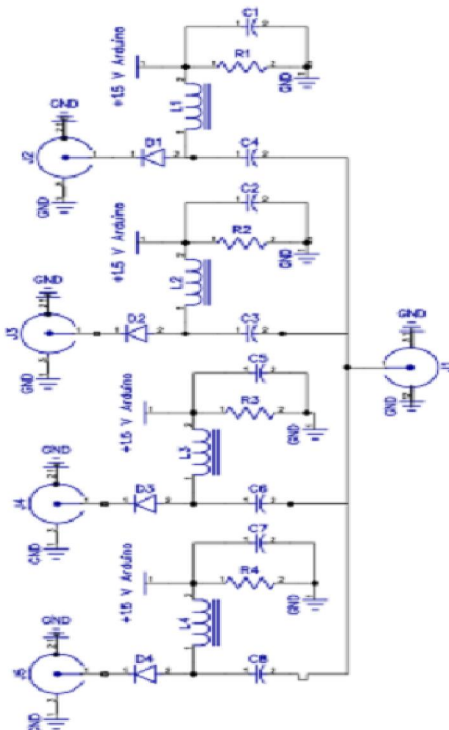 C1
+1.5 V Arduino
R1
GND
L1
GND
J2
D1
C4
GND
C2
+1.5 V Arduino
R2
GND
L2
GND
J3
C3
GND
GND
C5
J1
+1.5 V Arduino
R3
GND
GND
L3
GND
J4
D3
C6
GND
C7
+1.5 V Arduino
R4
GND
L4
GND
D4
C8
GND